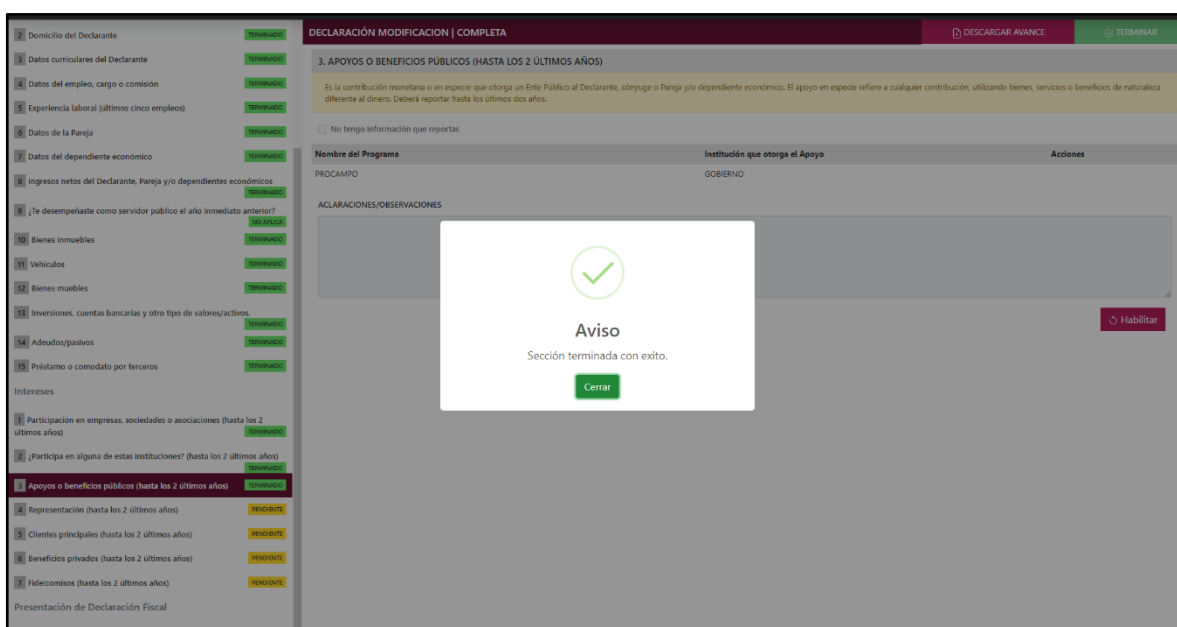 2 Domicilio del Declarante TERMINADO
3 Datos curriculares del Declarante TERMINADO
4 Datos del empleo, cargo o comisión TERMINADO
5 Experiencia laboral (últimos cinco empleos) TERMINADO
6 Datos de la Pareja TERMINADO
7 Datos del dependiente económico TERMINADO
8 Ingresos netos del Declarante, Pareja y/o dependientes económicos
TERMINADO
9 ¿Te desempeñaste como servidor público el año inmediato anterior?
NO APLICA
10 Bienes inmuebles TERMINADO
11 Vehículos TERMINADO
12 Bienes muebles TERMINADO
13 Inversiones, cuentas bancarias y otro tipo de valores/activos.
TERMINADO
14 Adeudos/pasivos TERMINADO
15 Préstamo o comodato por terceros TERMINADO
Intereses
1 Participación en empresas, sociedades o asociaciones (hasta los 2
últimos años) TERMINADO
2 ¿Participa en alguna de estas instituciones? (hasta los 2 últimos años)
TERMINADO
3 Apoyos o beneficios públicos (hasta los 2 últimos años) TERMINADO
4 Representación (hasta los 2 últimos años) PENDIENTE
5 Clientes principales (hasta los 2 últimos años) PENDIENTE
6 Beneficios privados (hasta los 2 últimos años) PENDIENTE
7 Fideicomisos (hasta los 2 últimos años) PENDIENTE
Presentación de Declaración Fiscal
DECLARACIÓN MODIFICACION | COMPLETA DESCARGAR AVANCE TERMINAR
3. APOYOS O BENEFICIOS PÚBLICOS (HASTA LOS 2 ÚLTIMOS AÑOS)
Es la contribución monetaria o en especie que otorga un Ente Público al Declarante, cónyuge o Pareja y/o dependiente económico. El apoyo en especie refiere a cualquier contribución, utilizando bienes, servicios o beneficios de naturaleza
diferente al dinero. Deberá reportar hasta los últimos dos años.
No tengo información que reportar.
Nombre del Programa Institución que otorga el Apoyo Acciones
PROCAMPO GOBIERNO
ACLARACIONES/OBSERVACIONES
Habilitar
Aviso
Sección terminada con exito.
Cerrar